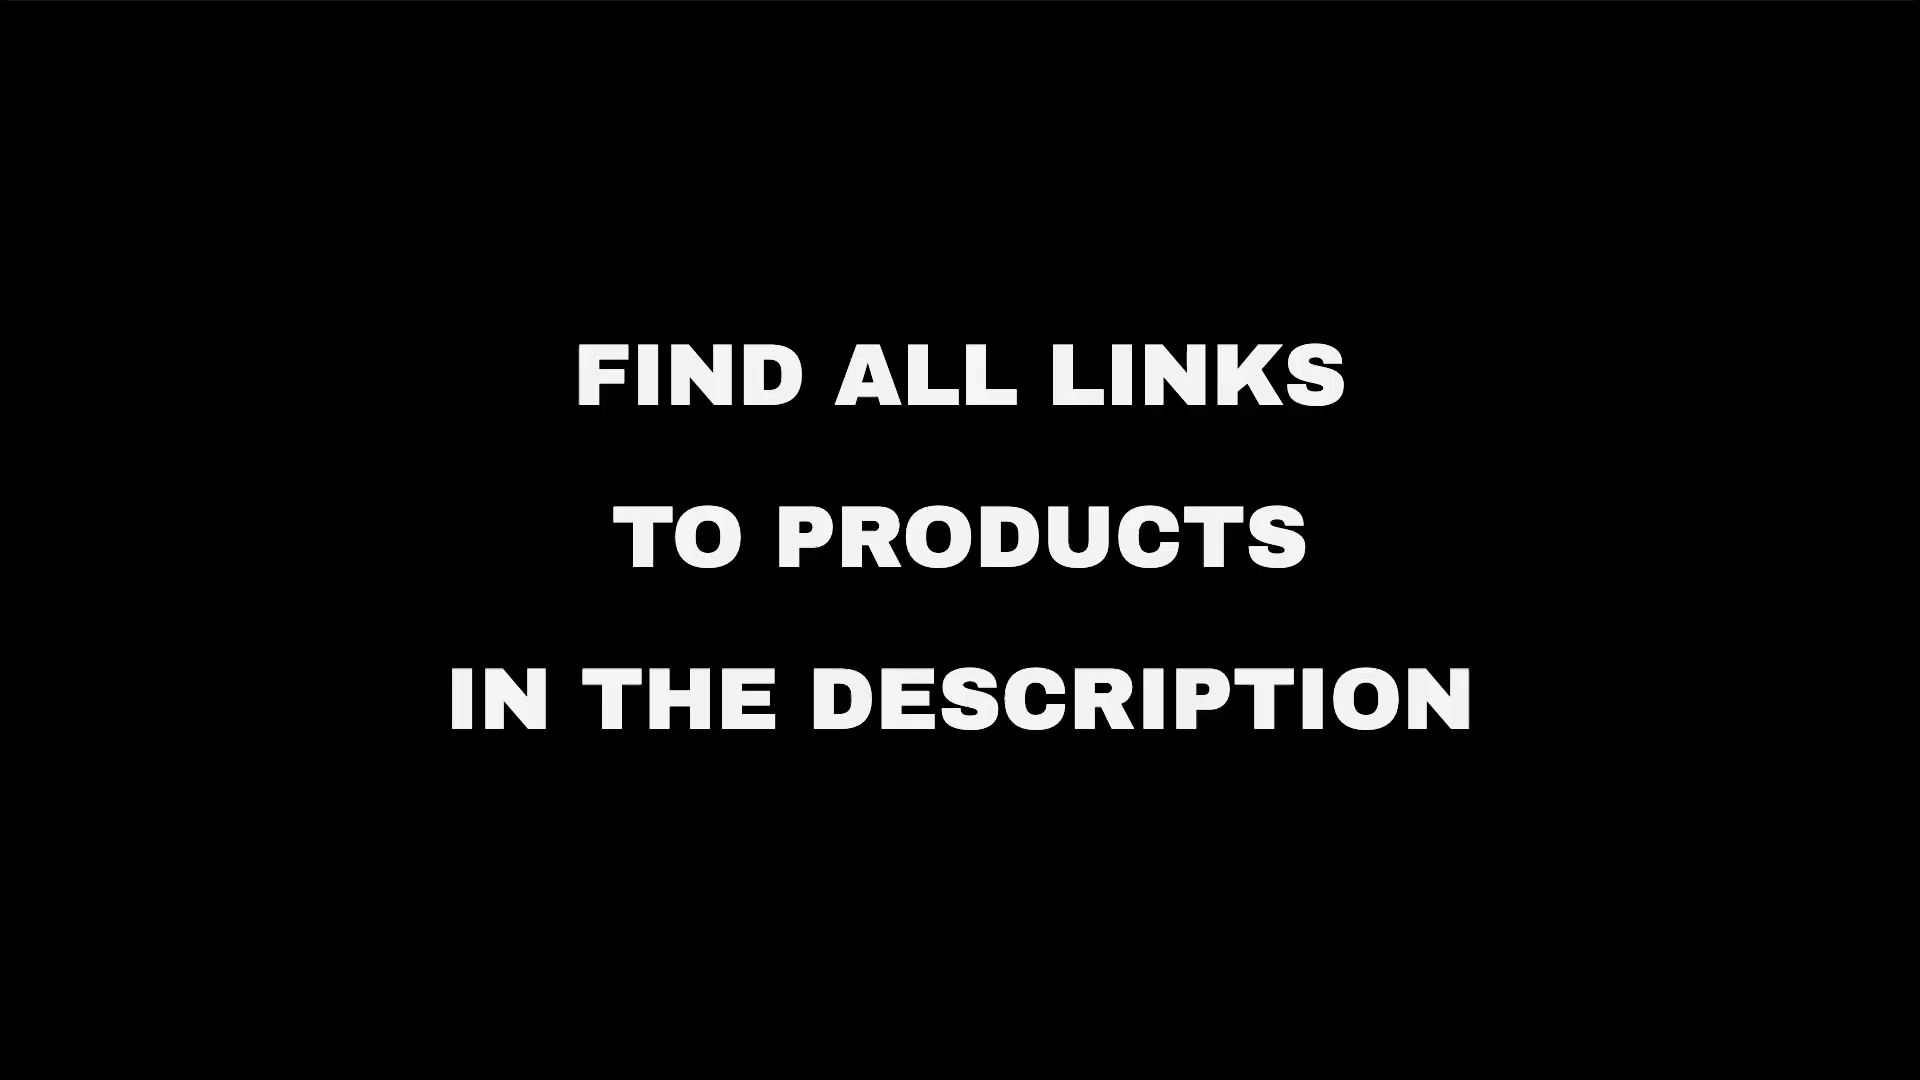 FIND ALL LINKS
TO PRODUCTS
IN THE DESCRIPTION